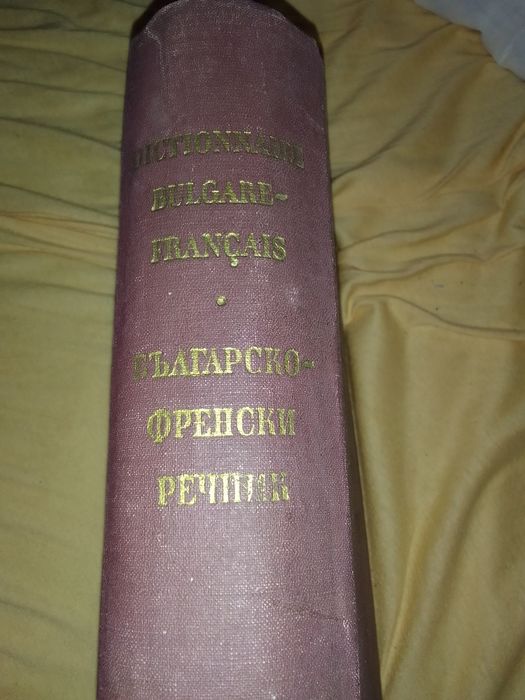 DICTIONNAIRE
BULGARE-
FRANÇAIS
БЪЛГАРСКО-
ФРЕНСКИ
РЕЧНИК